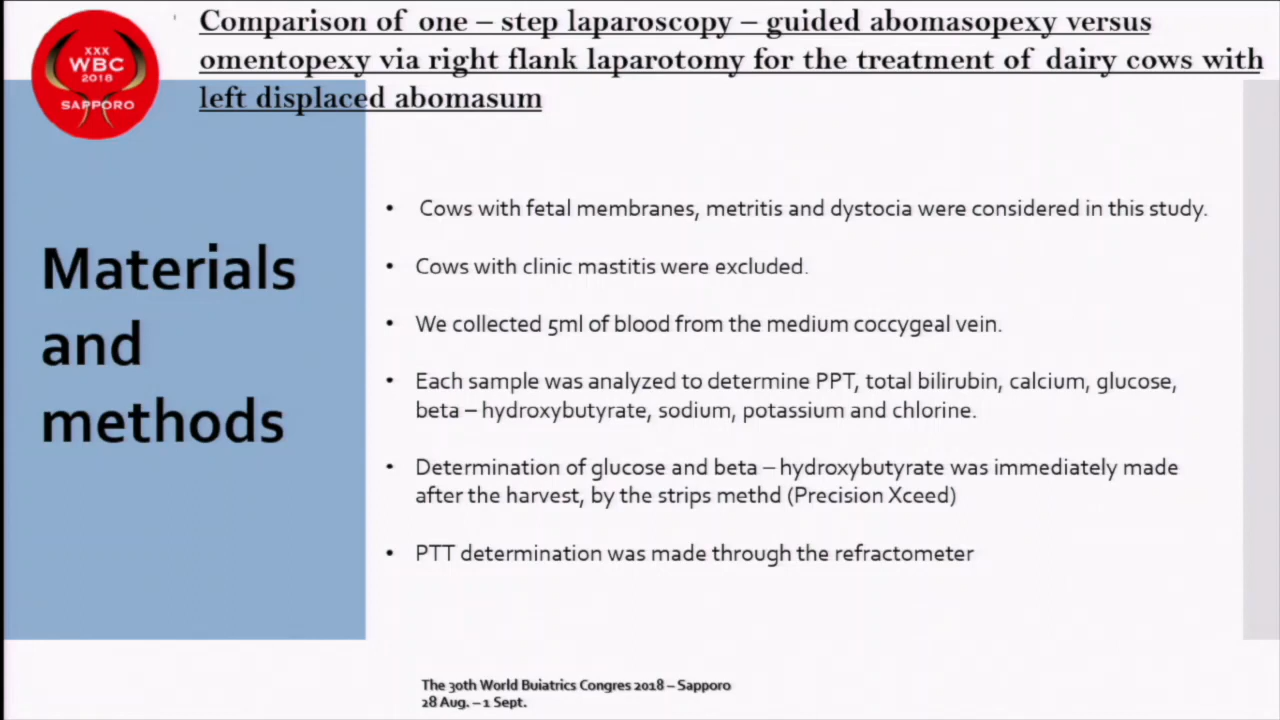 XXX
WBC
2018
SAPPORO
Comparison of one – step laparoscopy – guided abomasopexy versus
omentopexy via right flank laparotomy for the treatment of dairy cows with
left displaced abomasum
Materials
and
methods
• Cows with fetal membranes, metritis and dystocia were considered in this study.
• Cows with clinic mastitis were excluded.
• We collected 5ml of blood from the medium coccygeal vein.
• Each sample was analyzed to determine PPT, total bilirubin, calcium, glucose,
beta – hydroxybutyrate, sodium, potassium and chlorine.
• Determination of glucose and beta – hydroxybutyrate was immediately made
after the harvest, by the strips methd (Precision Xceed)
• PTT determination was made through the refractometer
The 30th World Buiatrics Congres 2018 – Sapporo
28 Aug. – 1 Sept.